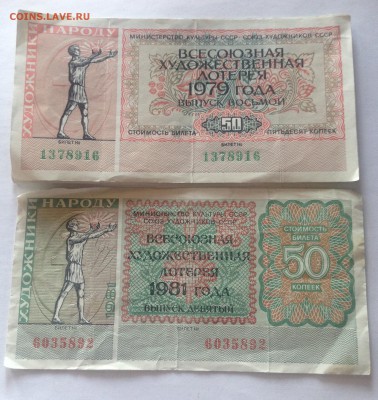 COINS.ЛАВЕ.RU
ХУДОЖНИКИ НАРОДУ
МИНИСТЕРСТВО КУЛЬТУРЫ СССР · СОЮЗ ХУДОЖНИКОВ СССР
ВСЕСОЮЗНАЯ
ХУДОЖЕСТВЕННАЯ
ЛОТЕРЕЯ
1979 ГОДА
ВЫПУСК ВОСЬМОЙ
СТОИМОСТЬ БИЛЕТА 50 ПЯТЬДЕСЯТ КОПЕЕК
БИЛЕТ № БИЛЕТ №
1378916 1378916
ХУДОЖНИКИ НАРОДУ
МИНИСТЕРСТВО КУЛЬТУРЫ СССР
СОЮЗ ХУДОЖНИКОВ СССР
ВСЕСОЮЗНАЯ
ХУДОЖЕСТВЕННАЯ
ЛОТЕРЕЯ
1981 ГОДА
ВЫПУСК ДЕВЯТЫЙ
СТОИМОСТЬ
БИЛЕТА
50
КОПЕЕК
БИЛЕТ № БИЛЕТ №
6035892 6035892